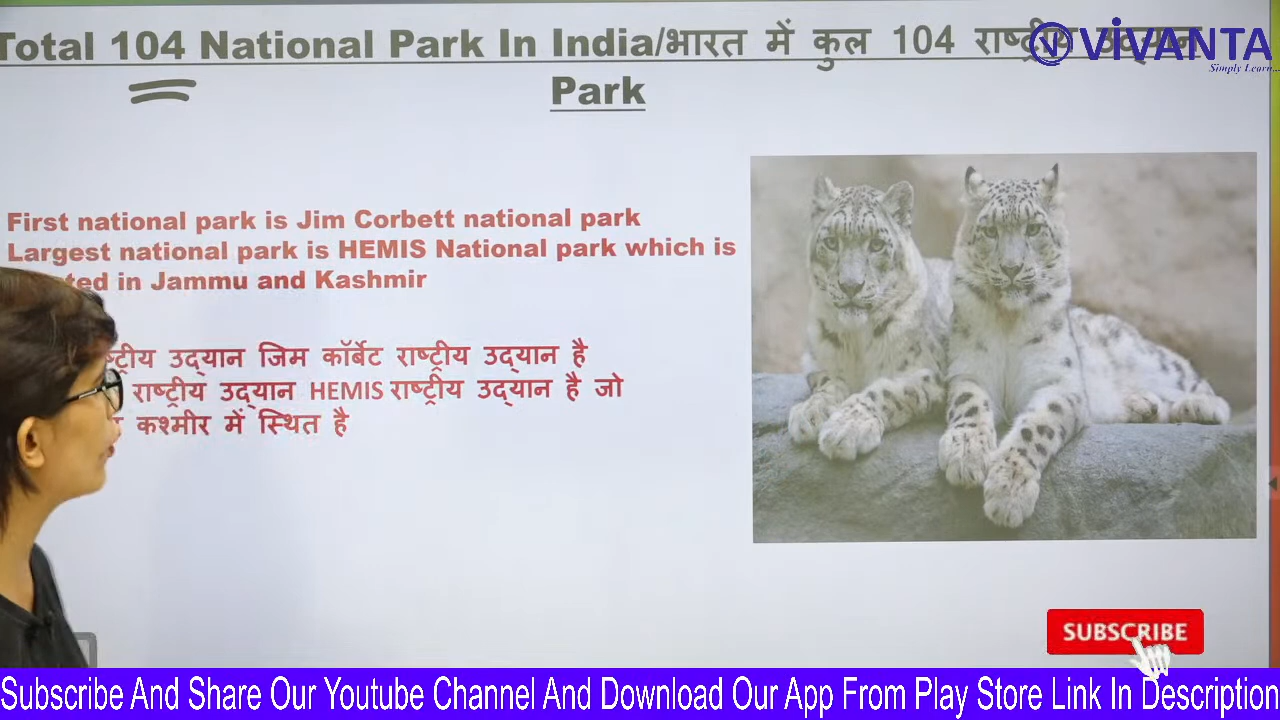 Total 104 National Park In India/भारत में कुल 104 राष्ट्रीय उद्यान
Park
VIVANTA
Simply Learn...
First national park is Jim Corbett national park
Largest national park is HEMIS National park which is
ted in Jammu and Kashmir
ष्ट्रीय उद्यान जिम कॉर्बेट राष्ट्रीय उद्यान है
राष्ट्रीय उद्यान HEMIS राष्ट्रीय उद्यान है जो
कश्मीर में स्थित है
SUBSCRIBE
Subscribe And Share Our Youtube Channel And Download Our App From Play Store Link In Description